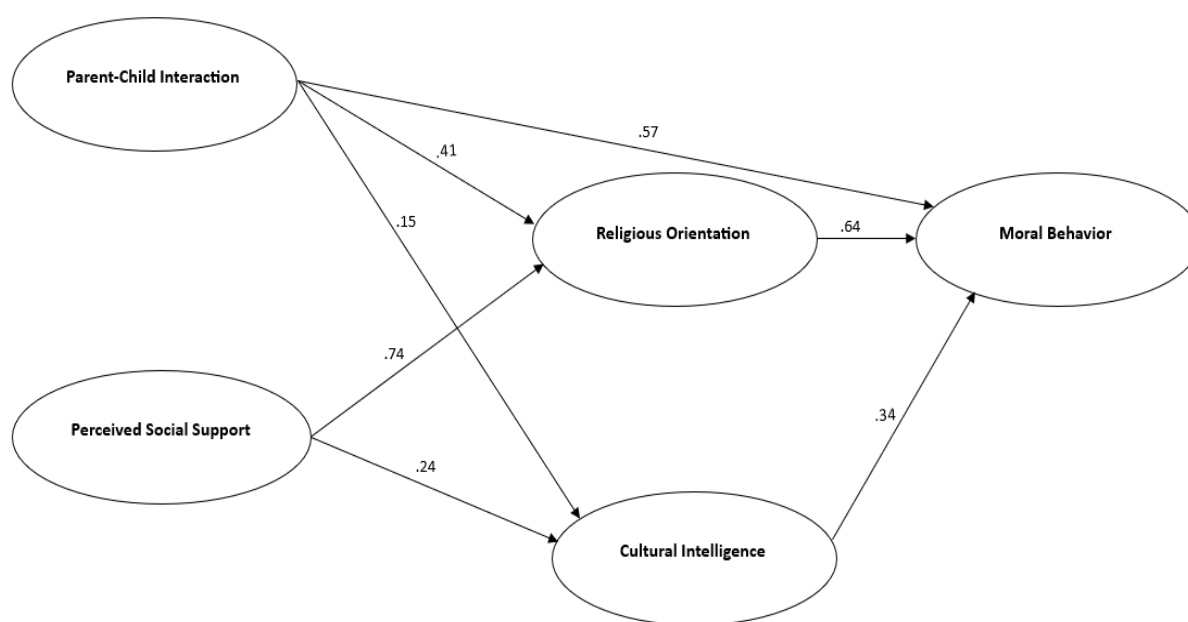 Parent-Child Interaction
.57
.41
.15
Religious Orientation
.64
Moral Behavior
.74
Perceived Social Support
.24
.34
Cultural Intelligence